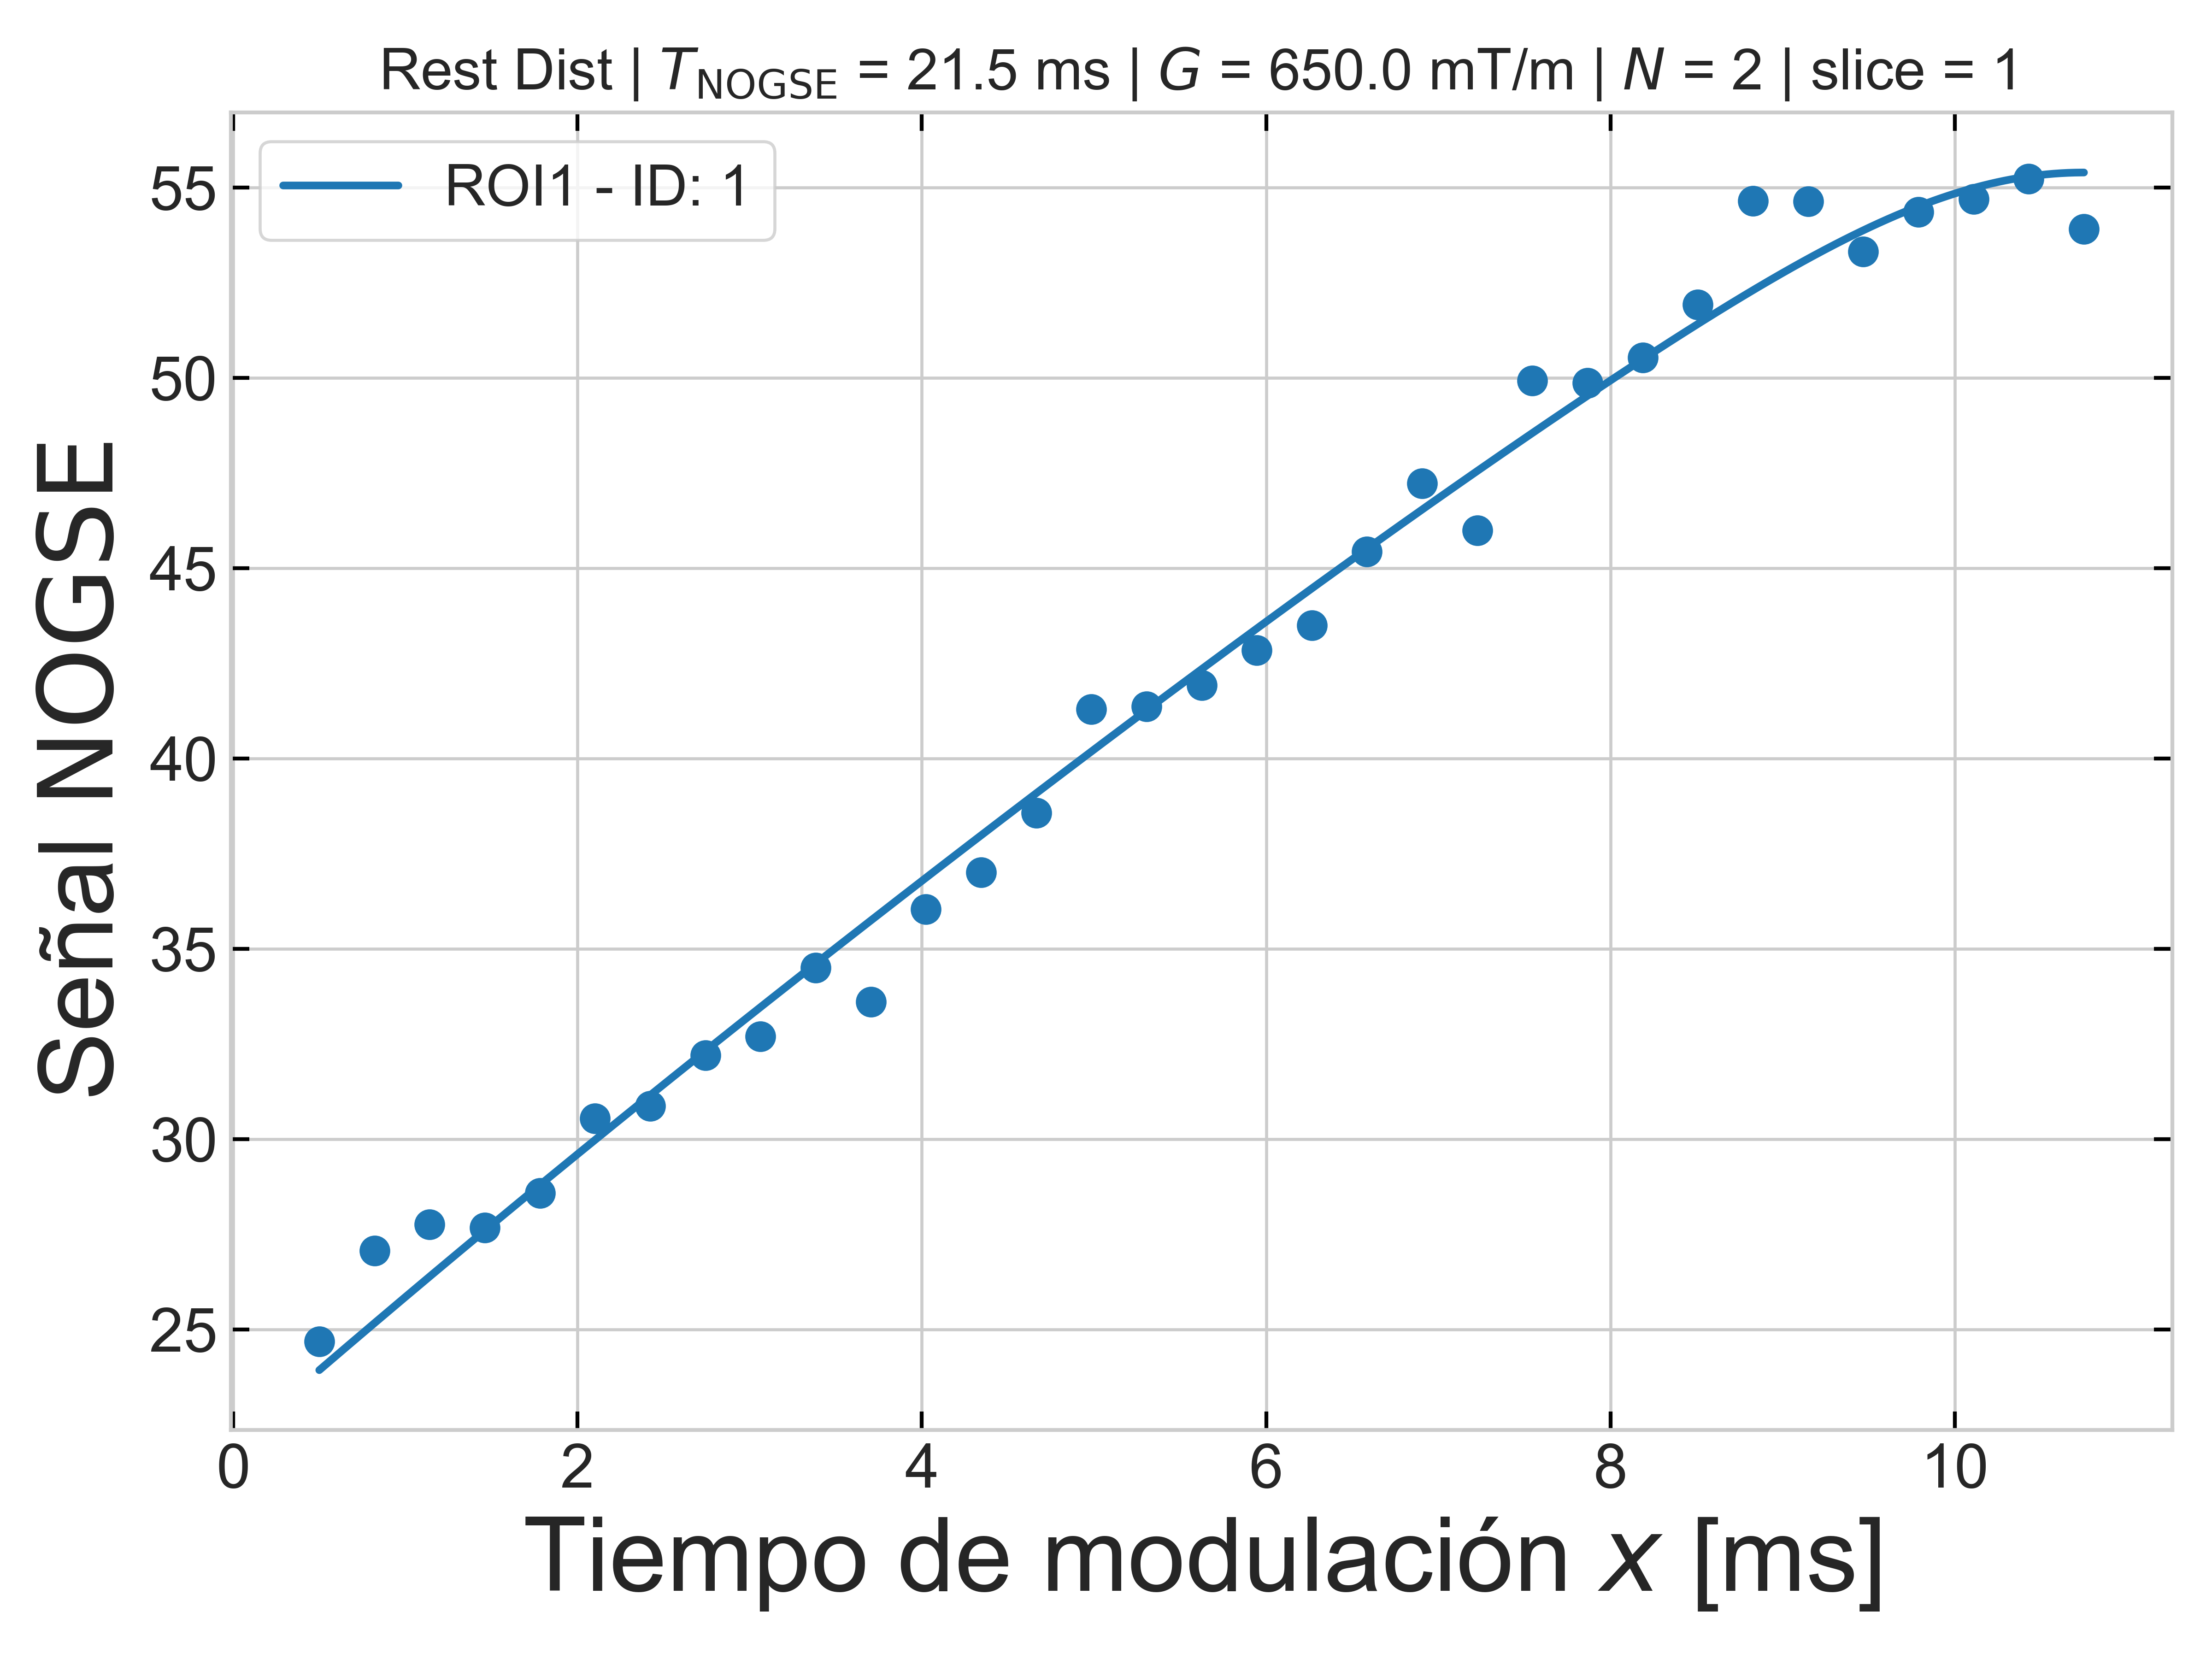 Rest Dist | T_NOGSE = 21.5 ms | G = 650.0 mT/m | N = 2 | slice = 1
ROI1 - ID: 1
Señal NOGSE
55
50
45
40
35
30
25
0 2 4 6 8 10
Tiempo de modulación x [ms]